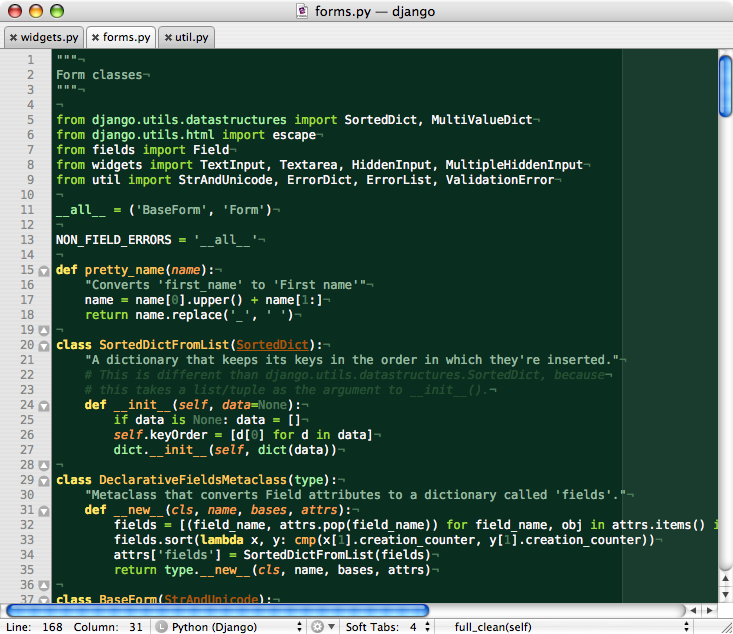 forms.py — django
widgets.py forms.py util.py
1 """¬
2 Form classes¬
3 """¬
4 ¬
5 from django.utils.datastructures import SortedDict, MultiValueDict¬
6 from django.utils.html import escape¬
7 from fields import Field¬
8 from widgets import TextInput, Textarea, HiddenInput, MultipleHiddenInput¬
9 from util import StrAndUnicode, ErrorDict, ErrorList, ValidationError¬
10 ¬
11 __all__ = ('BaseForm', 'Form')¬
12 ¬
13 NON_FIELD_ERRORS = '__all__'¬
14 ¬
15 def pretty_name(name):¬
16     "Converts 'first_name' to 'First name'"¬
17     name = name[0].upper() + name[1:]¬
18     return name.replace('_', ' ')¬
19 ¬
20 class SortedDictFromList(SortedDict):¬
21     "A dictionary that keeps its keys in the order in which they're inserted."¬
22     # This is different than django.utils.datastructures.SortedDict, because¬
23     # this takes a list/tuple as the argument to __init__().¬
24     def __init__(self, data=None):¬
25         if data is None: data = []¬
26         self.keyOrder = [d[0] for d in data]¬
27         dict.__init__(self, dict(data))¬
28 ¬
29 class DeclarativeFieldsMetaclass(type):¬
30     "Metaclass that converts Field attributes to a dictionary called 'fields'."¬
31     def __new__(cls, name, bases, attrs):¬
32         fields = [(field_name, attrs.pop(field_name)) for field_name, obj in attrs.items() i
33         fields.sort(lambda x, y: cmp(x[1].creation_counter, y[1].creation_counter))¬
34         attrs['fields'] = SortedDictFromList(fields)¬
35         return type.__new__(cls, name, bases, attrs)¬
36 ¬
37 class BaseForm(StrAndUnicode):¬
Line: 168 Column: 31 L Python (Django) Soft Tabs: 4 full_clean(self)